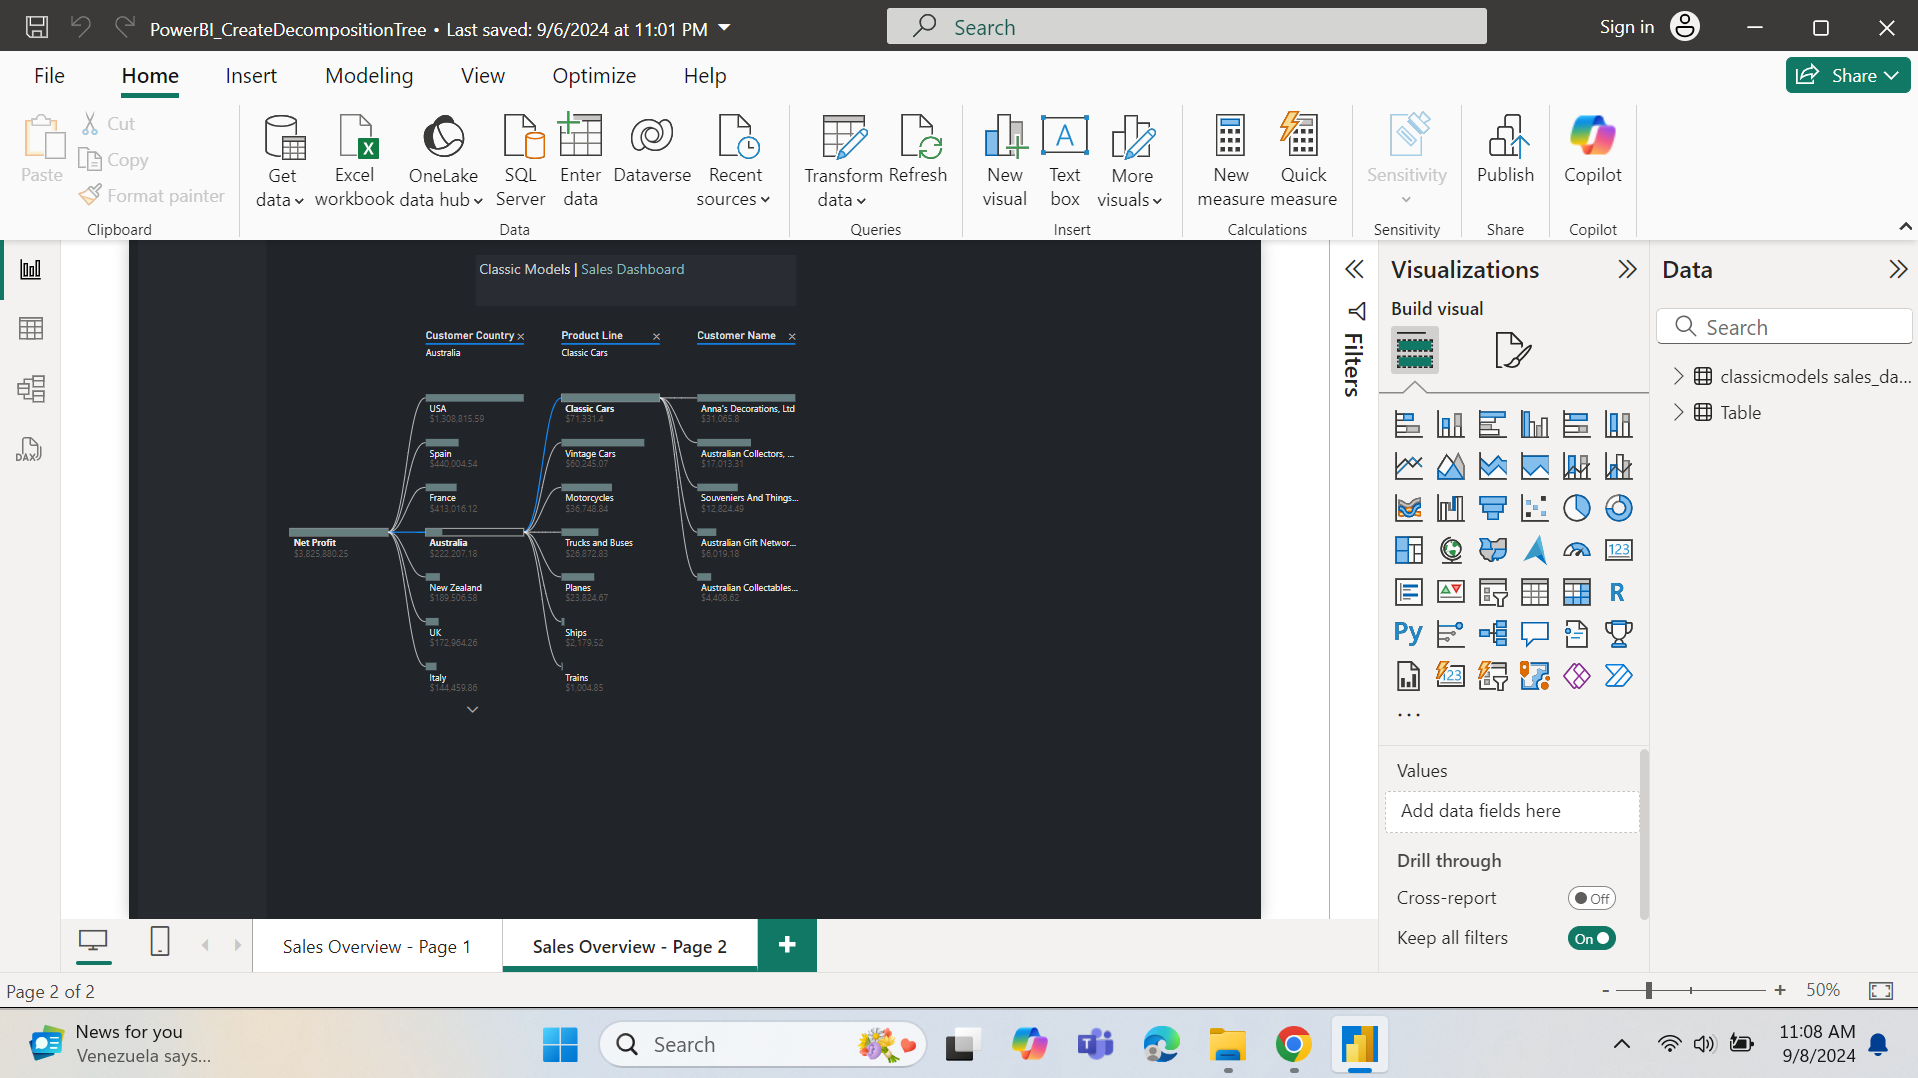 PowerBI_CreateDecompositionTree • Last saved: 9/6/2024 at 11:01 PM
Search
Sign in
File
Home
Insert
Modeling
View
Optimize
Help
Share
Paste
Cut
Copy
Format painter
Clipboard
Get data
Excel workbook
OneLake data hub
SQL Server
Enter data
Dataverse
Recent sources
Data
Transform data
Refresh
Queries
New visual
Text box
More visuals
Insert
New measure
Quick measure
Calculations
Sensitivity
Sensitivity
Publish
Share
Copilot
Copilot
DAX
Classic Models | Sales Dashboard
Customer Country
Australia
Product Line
Classic Cars
Customer Name
Net Profit
$3,825,880.25
USA
$1,308,815.59
Spain
$440,004.54
France
$413,016.12
Australia
$222,207.18
New Zealand
$189,506.58
UK
$172,964.26
Italy
$144,459.86
Classic Cars
$71,331.4
Vintage Cars
$60,245.07
Motorcycles
$36,748.84
Trucks and Buses
$26,872.83
Planes
$23,824.67
Ships
$2,179.52
Trains
$1,004.85
Anna's Decorations, Ltd
$31,065.8
Australian Collectors, ...
$17,013.31
Souveniers And Things...
$12,824.49
Australian Gift Networ...
$6,019.18
Australian Collectables...
$4,408.62
Filters
Visualizations
Build visual
123
R
Py
123
...
Values
Add data fields here
Drill through
Cross-report
Off
Keep all filters
On
Data
Search
classicmodels sales_da...
Table
Sales Overview - Page 1
Sales Overview - Page 2
+
Page 2 of 2
- + 50%
News for you
Venezuela says...
Search
11:08 AM
9/8/2024